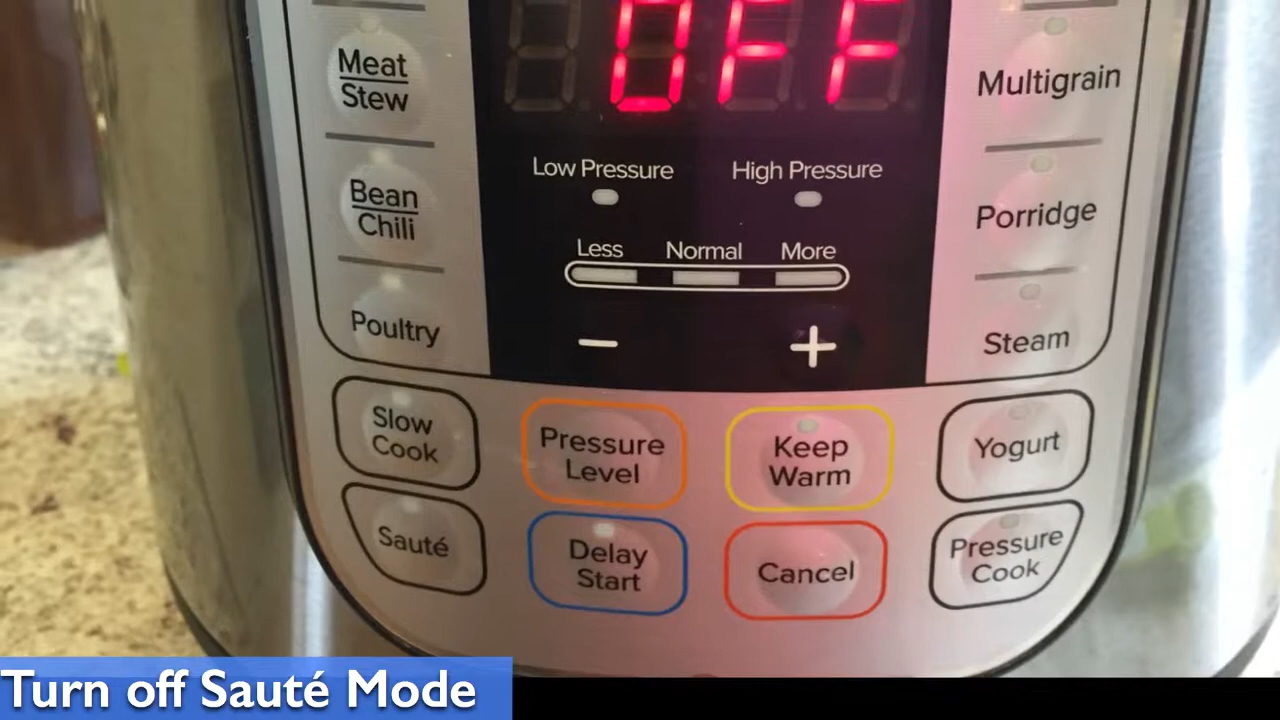 OFF
Meat
Stew
Multigrain
Low Pressure High Pressure
Bean
Chili
Porridge
Less Normal More
Poultry
− +
Steam
Slow
Cook
Pressure
Level
Keep
Warm
Yogurt
Sauté
Delay
Start
Cancel
Pressure
Cook
Turn off Sauté Mode